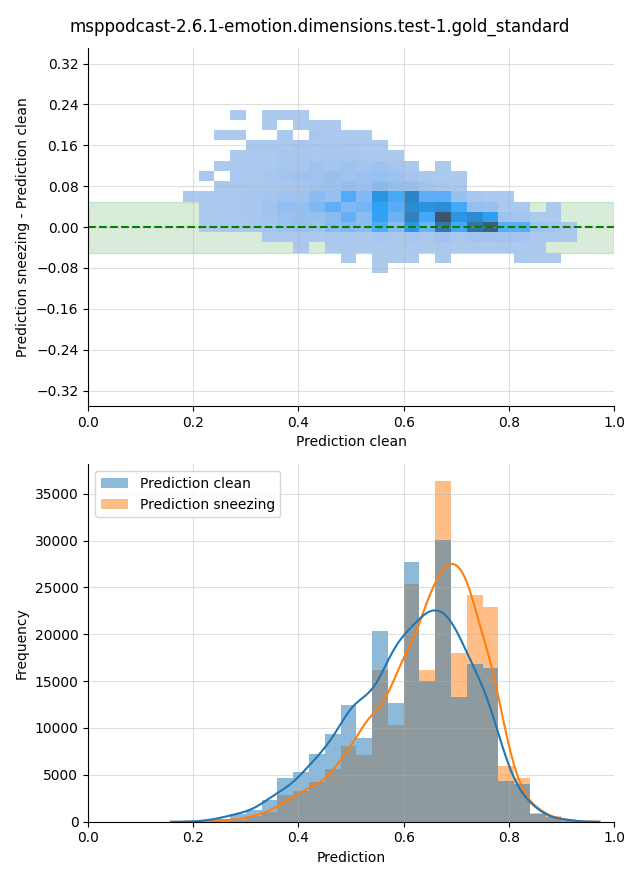 msppodcast-2.6.1-emotion.dimensions.test-1.gold_standard
0.32
0.24
0.16
0.08
0.00
−0.08
−0.16
−0.24
−0.32
Prediction sneezing - Prediction clean
0.0 0.2 0.4 0.6 0.8 1.0
Prediction clean
Prediction clean
Prediction sneezing
35000
30000
25000
20000
15000
10000
5000
0
Frequency
0.0 0.2 0.4 0.6 0.8 1.0
Prediction